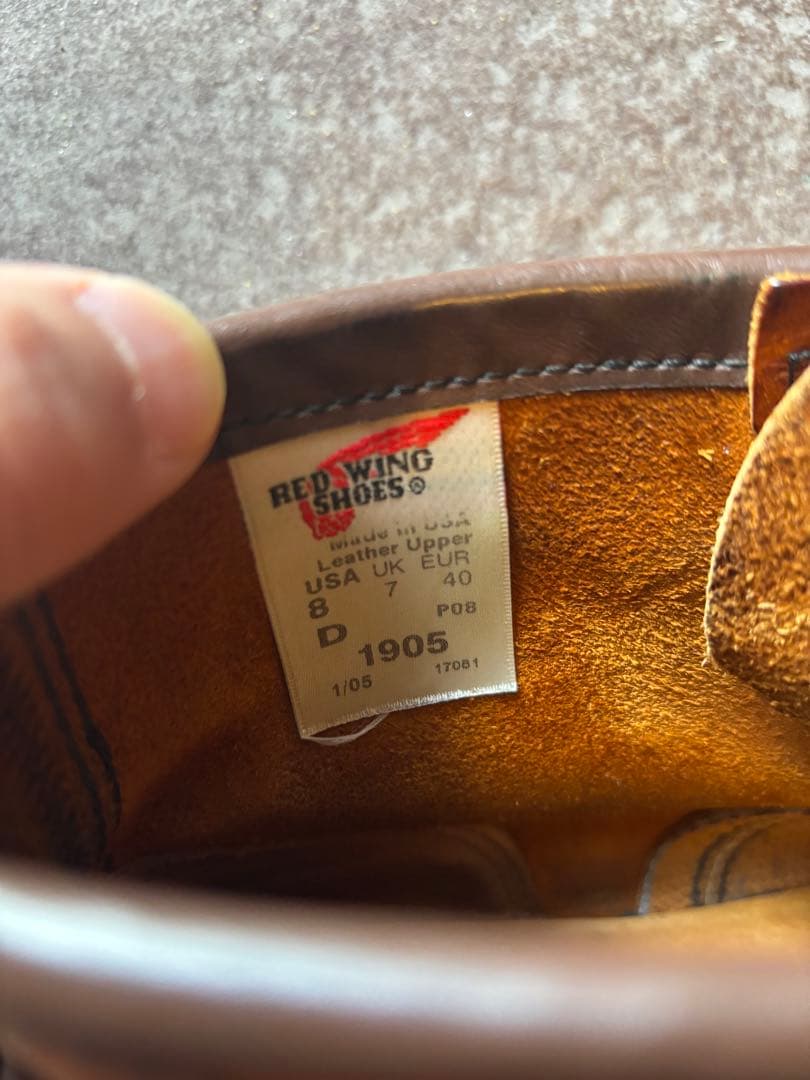 RED WING
SHOES®
Made in USA
Leather Upper
USA UK EUR
8 7 40
D P08
1905
1/05 17081